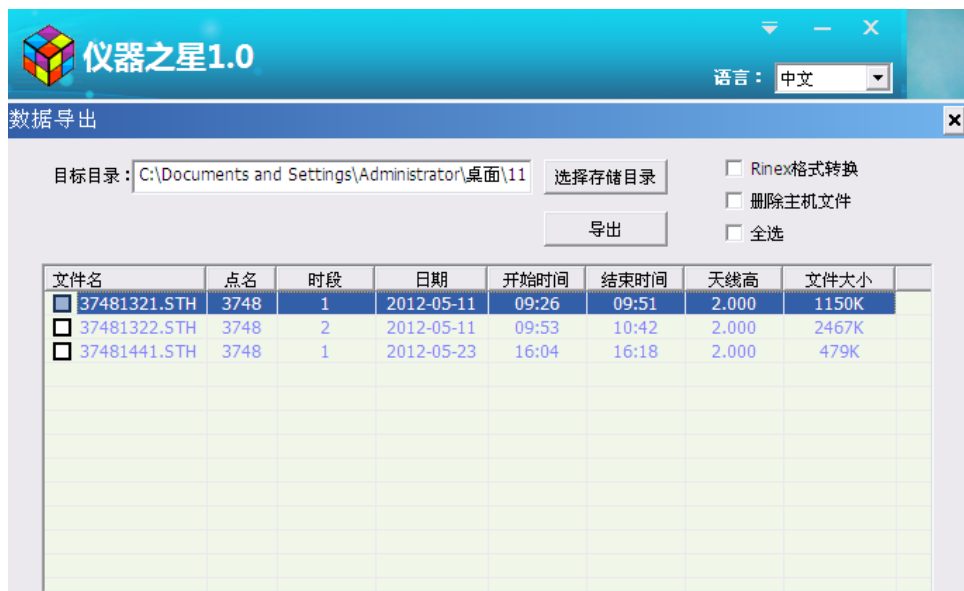 仪器之星1.0
语言： 中文
数据导出
目标目录： C:\Documents and Settings\Administrator\桌面\11 选择存储目录 Rinex格式转换
删除主机文件
导出 全选
文件名 点名 时段 日期 开始时间 结束时间 天线高 文件大小
37481321.STH 3748 1 2012-05-11 09:26 09:51 2.000 1150K
37481322.STH 3748 2 2012-05-11 09:53 10:42 2.000 2467K
37481441.STH 3748 1 2012-05-23 16:04 16:18 2.000 479K